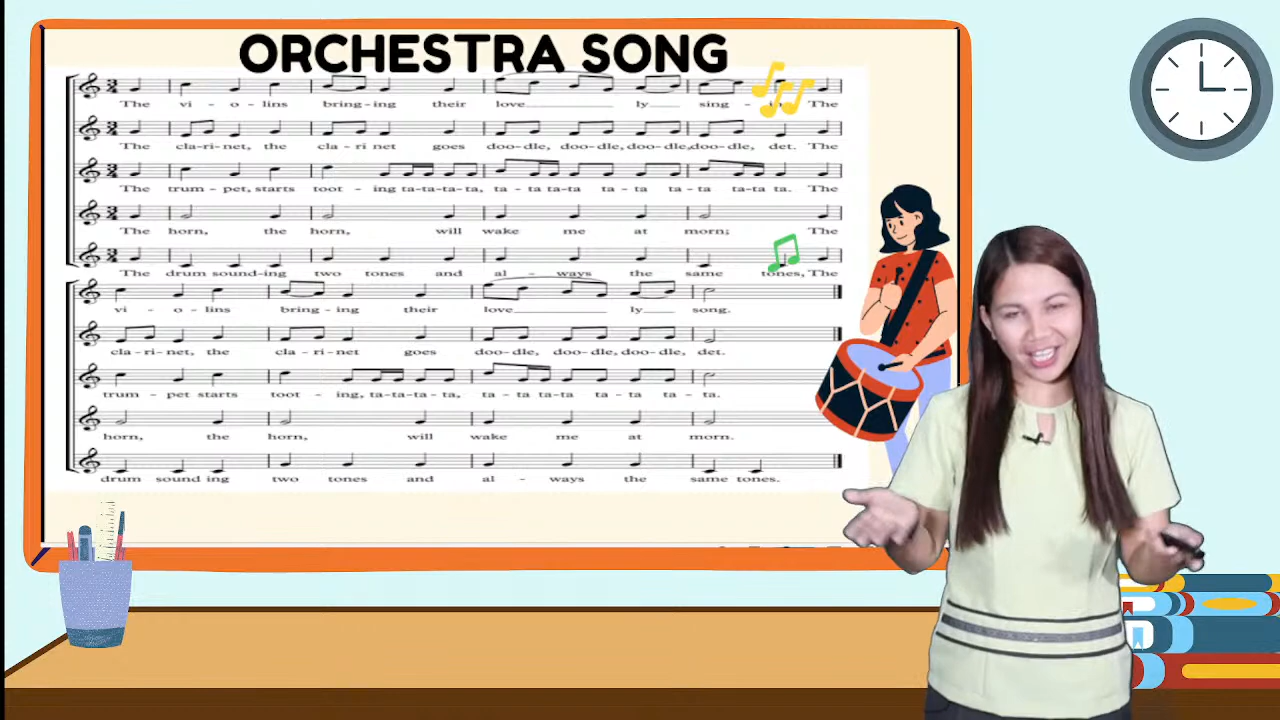 ORCHESTRA SONG
The vi - o - lins bring - ing their love ly sing - The
The cla - ri - net, the cla - ri net goes doo - dle, doo - dle, doo - dle, doo - dle, det. The
The trum - pet, starts toot - ing ta-ta-ta-ta, ta - ta ta-ta ta - ta ta - ta ta-ta ta. The
The horn, the horn, will wake me at morn; The
The drum sound-ing two tones and al - ways the same tones, The
vi - o - lins bring - ing their love ly song.
cla - ri - net, the cla - ri - net goes doo - dle, doo - dle, doo - dle, det.
trum - pet starts toot - ing, ta-ta-ta-ta, ta - ta ta-ta ta - ta ta - ta.
horn, the horn, will wake me at morn.
drum sound ing two tones and al - ways the same tones.